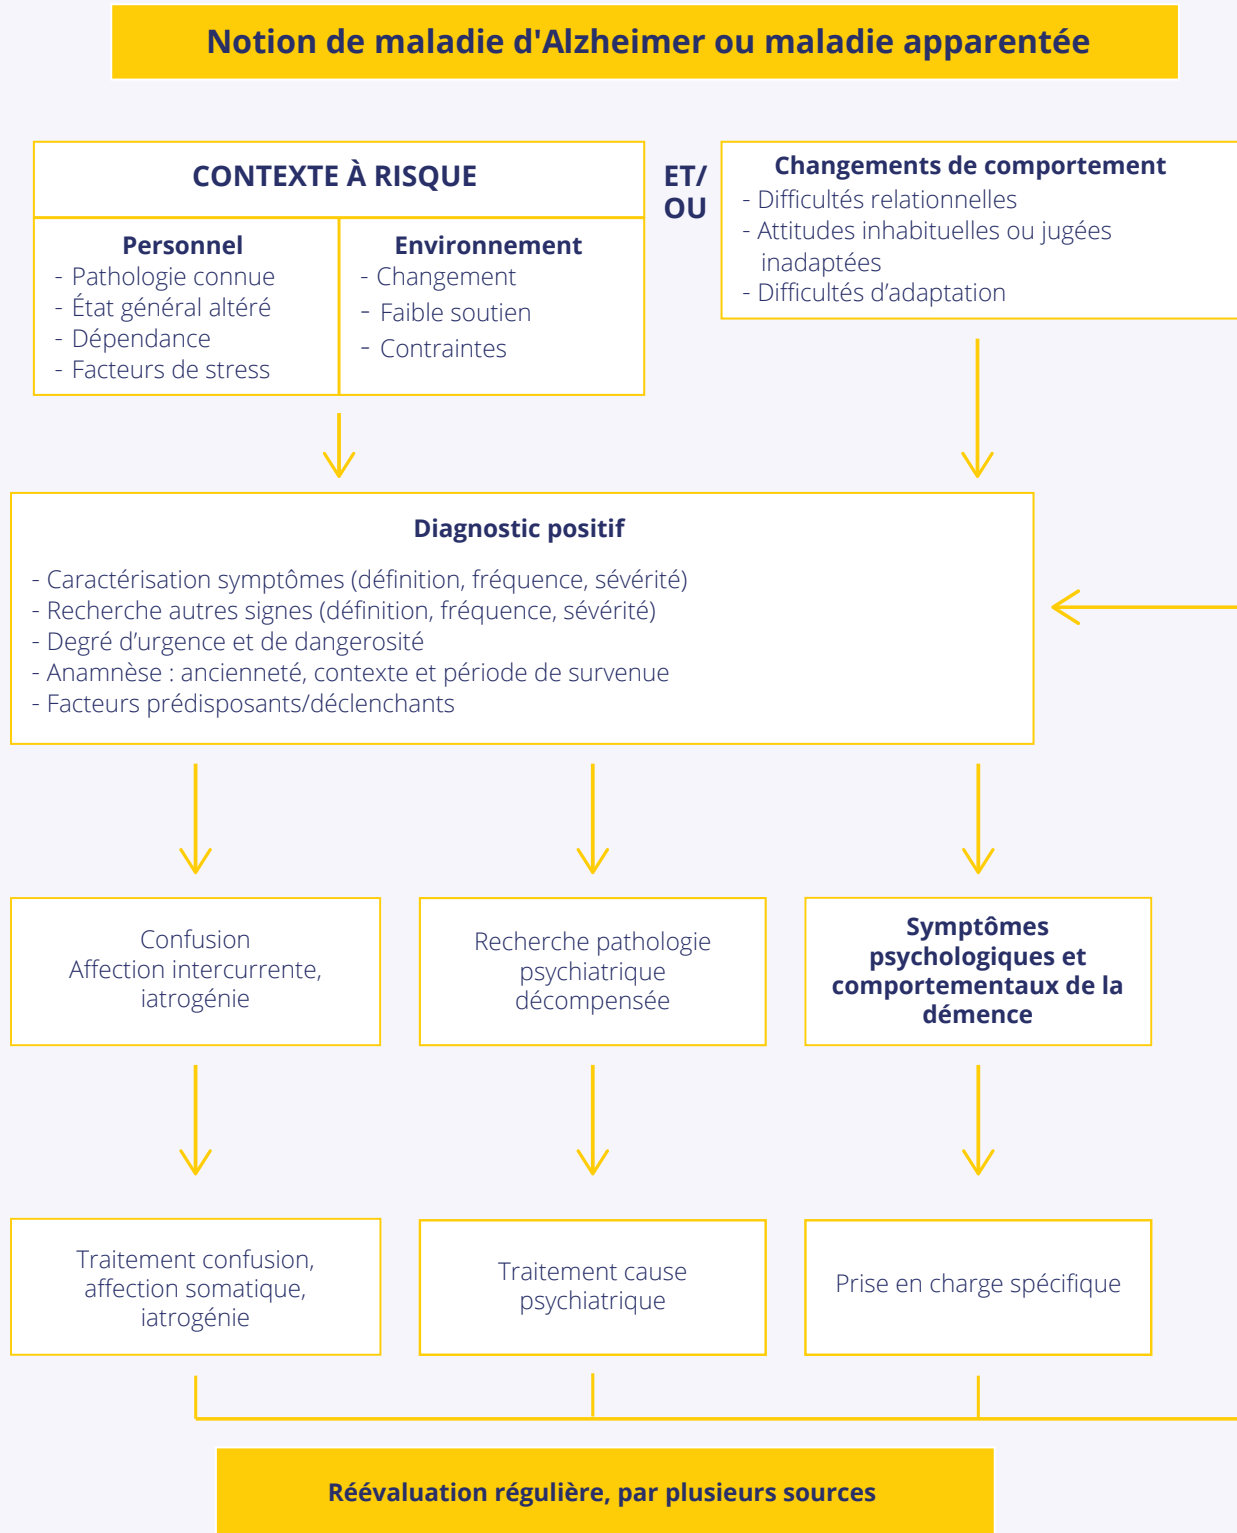 Notion de maladie d'Alzheimer ou maladie apparentée
CONTEXTE À RISQUE
Personnel
- Pathologie connue
- État général altéré
- Dépendance
- Facteurs de stress
Environnement
- Changement
- Faible soutien
- Contraintes
ET/
OU
Changements de comportement
- Difficultés relationnelles
- Attitudes inhabituelles ou jugées
inadaptées
- Difficultés d’adaptation
Diagnostic positif
- Caractérisation symptômes (définition, fréquence, sévérité)
- Recherche autres signes (définition, fréquence, sévérité)
- Degré d’urgence et de dangerosité
- Anamnèse : ancienneté, contexte et période de survenue
- Facteurs prédisposants/déclenchants
Confusion
Affection intercurrente,
iatrogénie
Recherche pathologie
psychiatrique
décompensée
Symptômes
psychologiques et
comportementaux de la
démence
Traitement confusion,
affection somatique,
iatrogénie
Traitement cause
psychiatrique
Prise en charge spécifique
Réévaluation régulière, par plusieurs sources